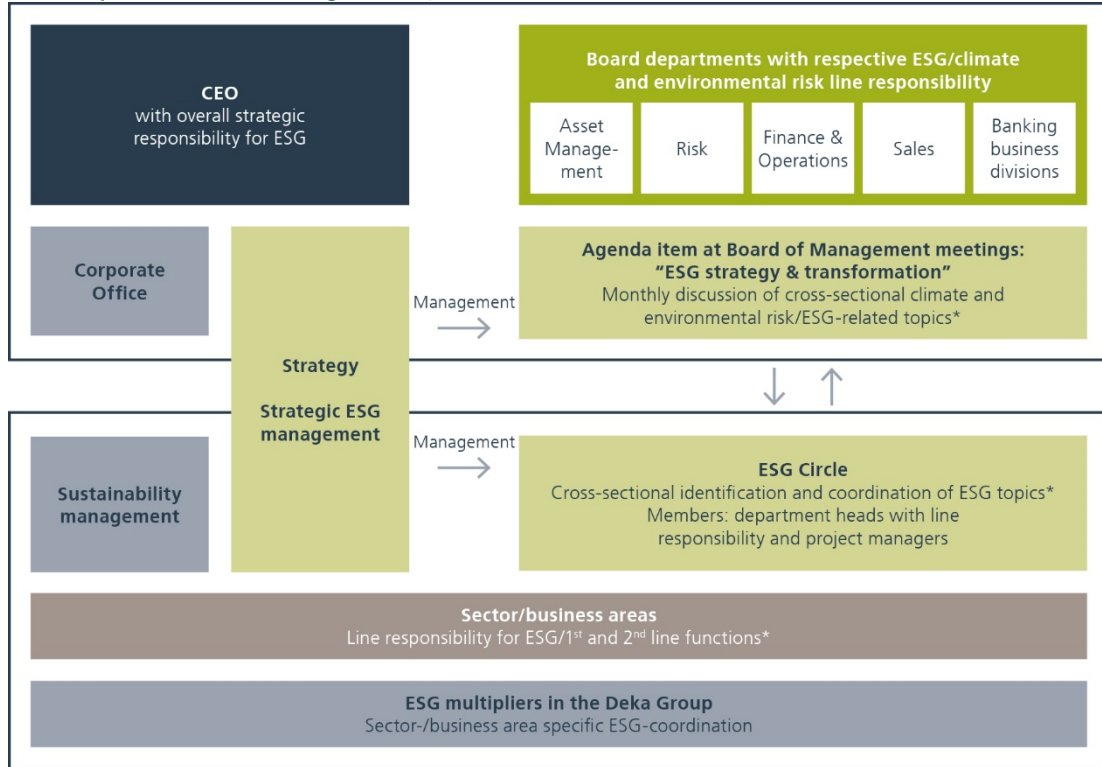 CEO
with overall strategic
responsibility for ESG
Board departments with respective ESG/climate
and environmental risk line responsibility
Asset
Manage-
ment
Risk
Finance &
Operations
Sales
Banking
business
divisions
Corporate
Office
Strategy
Strategic ESG
management
Management
Agenda item at Board of Management meetings:
“ESG strategy & transformation”
Monthly discussion of cross-sectional climate and
environmental risk/ESG-related topics*
Sustainability
management
Management
ESG Circle
Cross-sectional identification and coordination of ESG topics*
Members: department heads with line
responsibility and project managers
Sector/business areas
Line responsibility for ESG/1st and 2nd line functions*
ESG multipliers in the Deka Group
Sector-/business area specific ESG-coordination